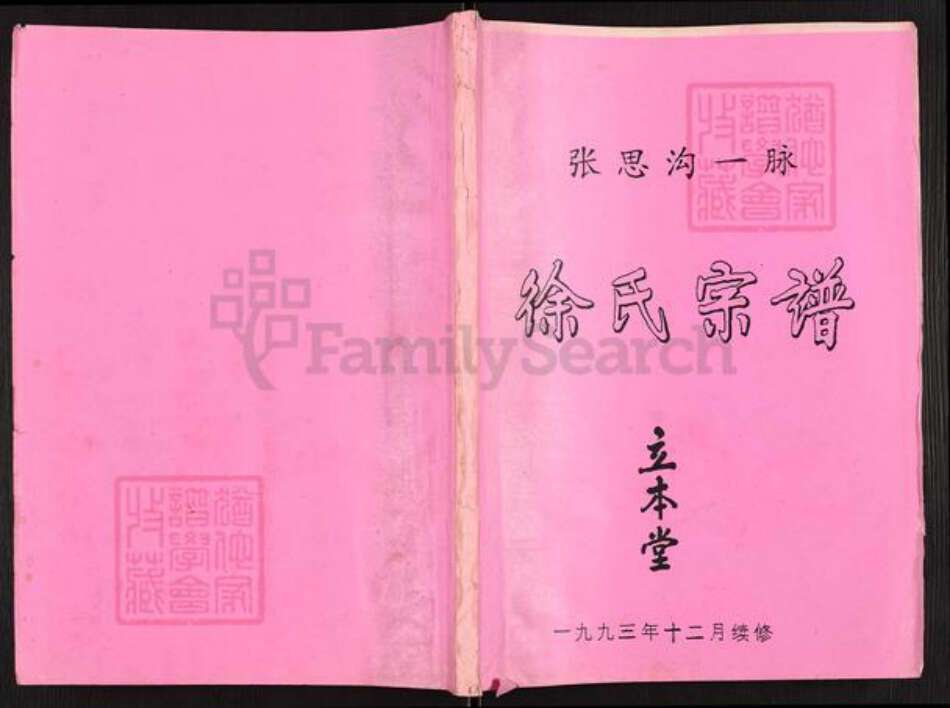 张思沟一脉
徐氏宗谱
立本堂
一九九三年十二月续修
FamilySearch